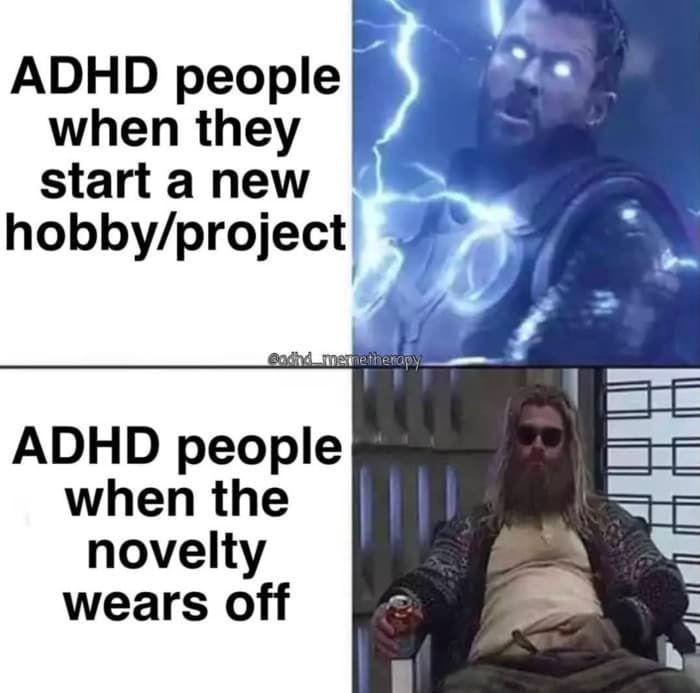 ADHD people
when they
start a new
hobby/project
@adhd_memetherapy
ADHD people
when the
novelty
wears off